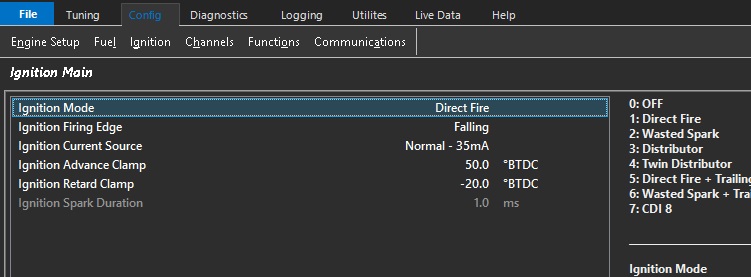 File Tuning Config Diagnostics Logging Utilites Live Data Help
Engine Setup Fuel Ignition Channels Functions Communications
Ignition Main
Ignition Mode Direct Fire
Ignition Firing Edge Falling
Ignition Current Source Normal - 35mA
Ignition Advance Clamp 50.0 °BTDC
Ignition Retard Clamp -20.0 °BTDC
Ignition Spark Duration 1.0 ms
0: OFF
1: Direct Fire
2: Wasted Spark
3: Distributor
4: Twin Distributor
5: Direct Fire + Trailing
6: Wasted Spark + Tra
7: CDI 8
Ignition Mode